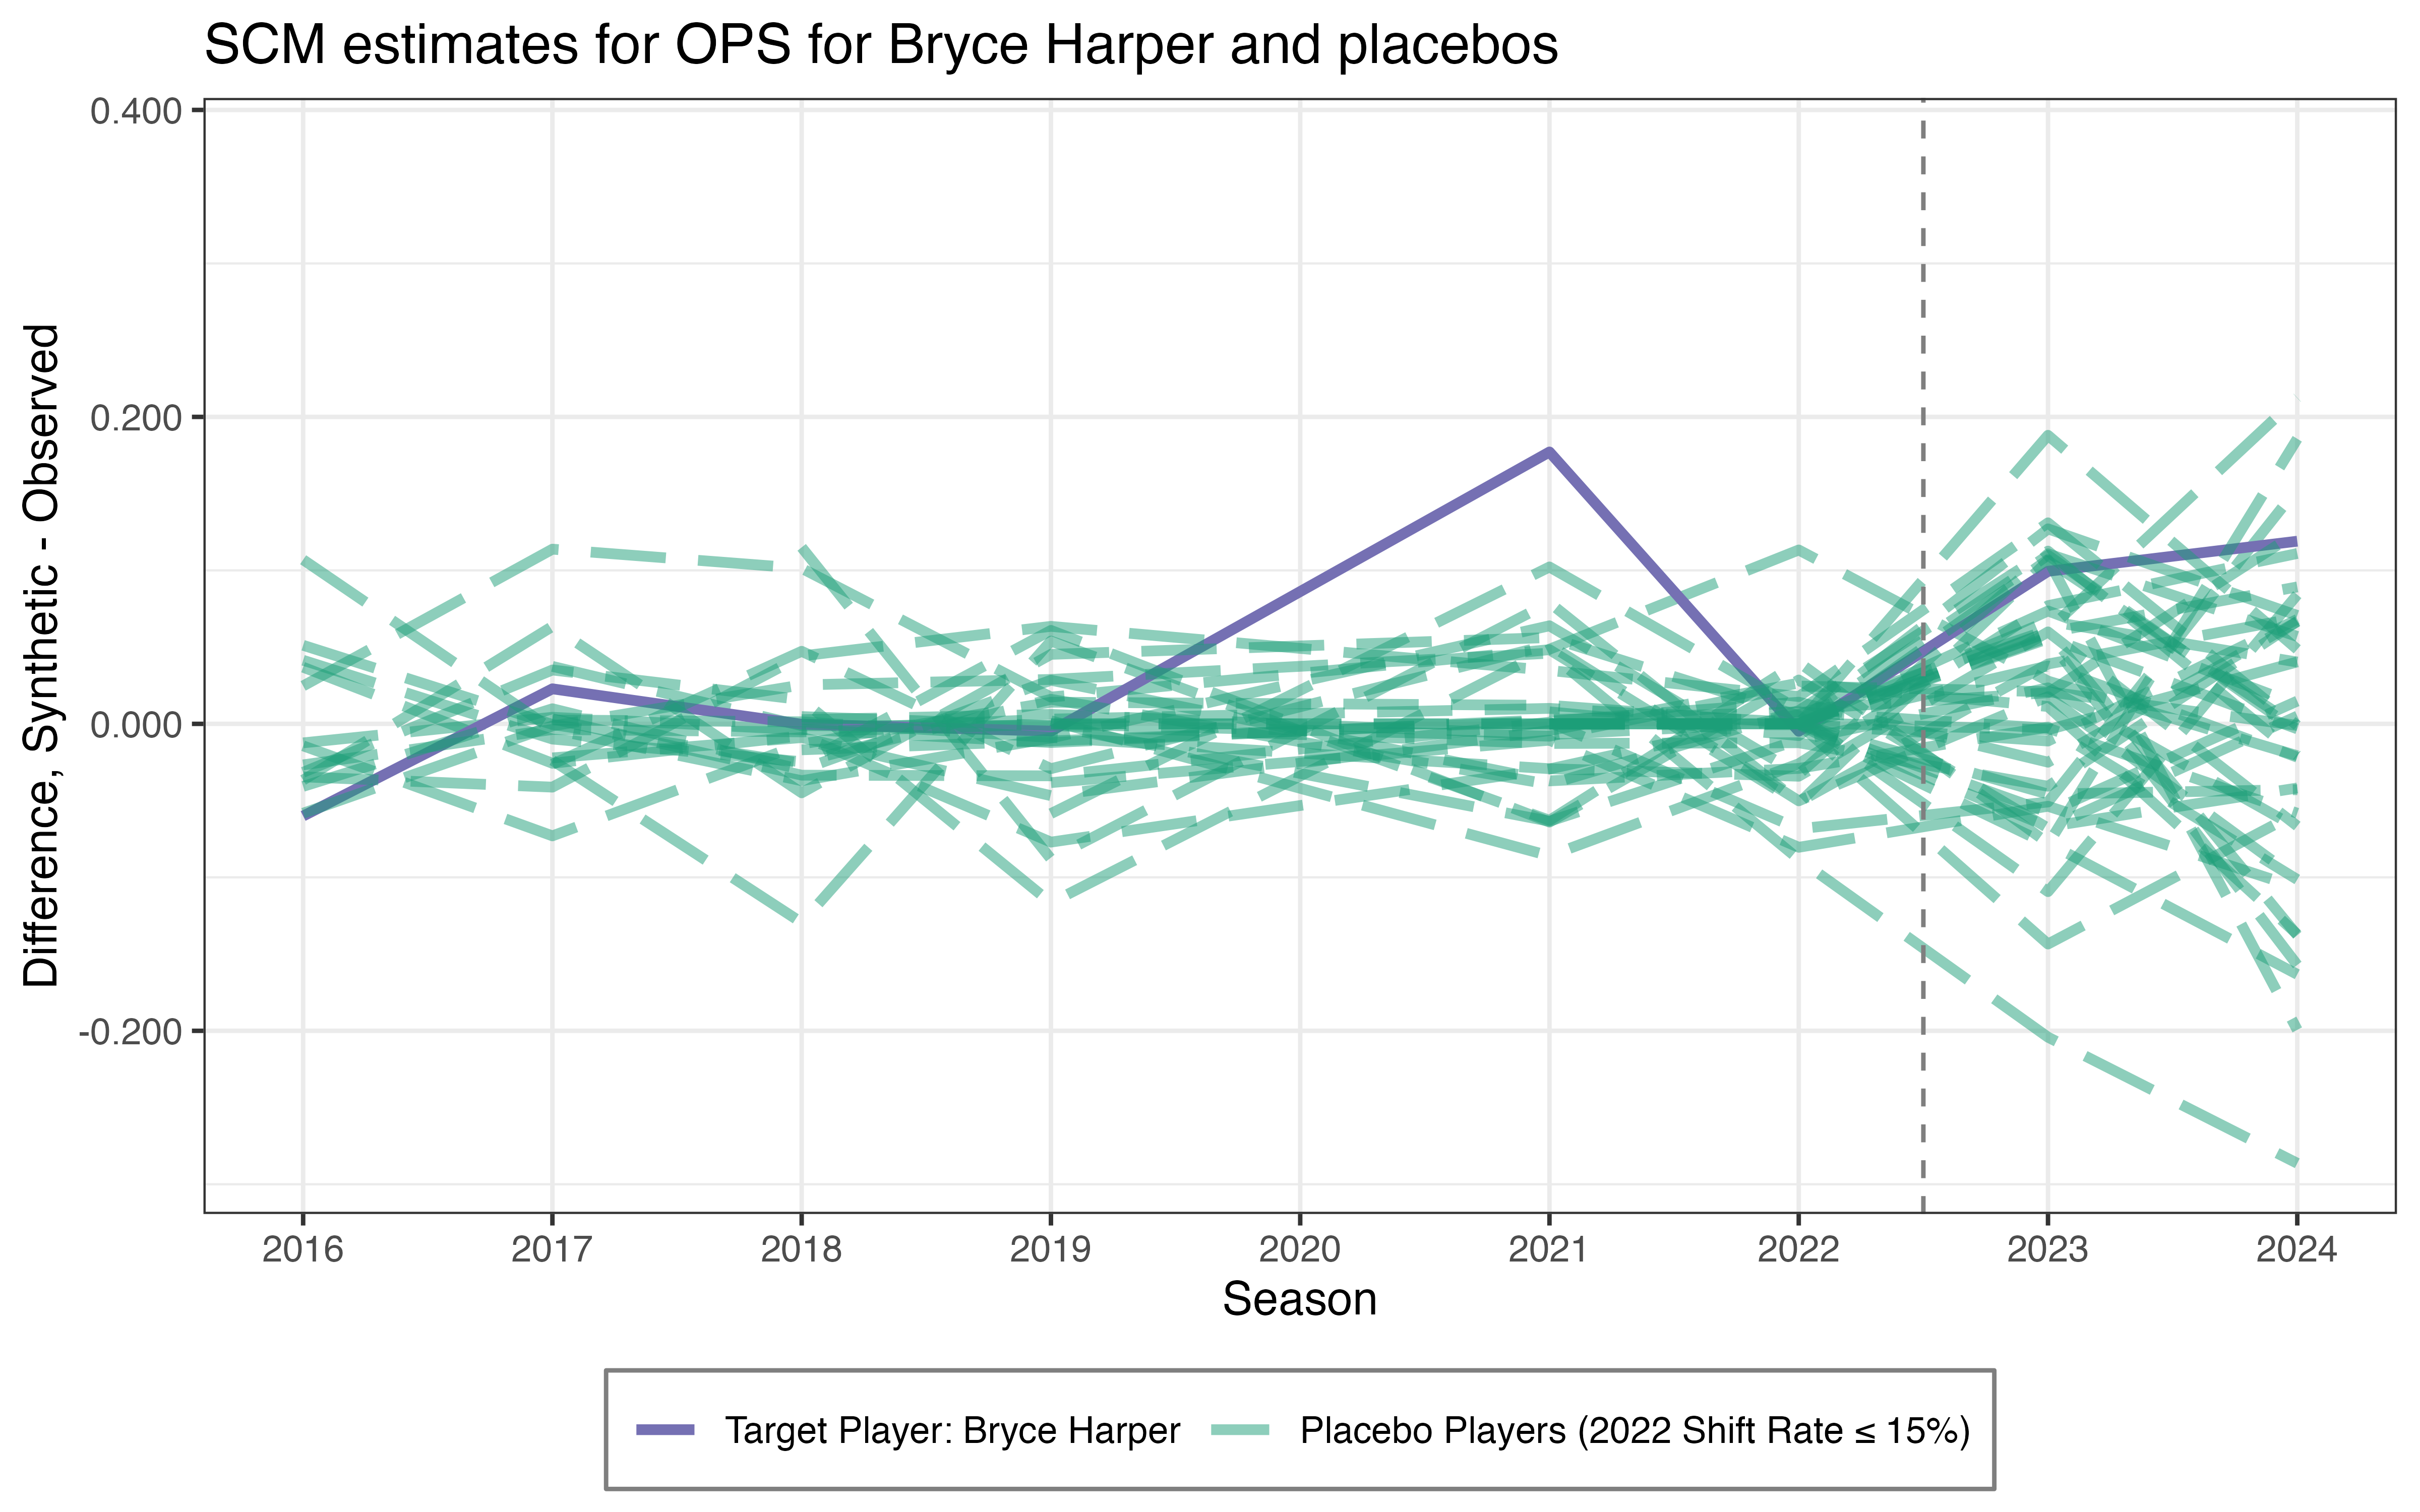 SCM estimates for OPS for Bryce Harper and placebos
Difference, Synthetic - Observed
0.400
0.200
0.000
-0.200
2016 2017 2018 2019 2020 2021 2022 2023 2024
Season
Target Player: Bryce Harper Placebo Players (2022 Shift Rate ≤ 15%)